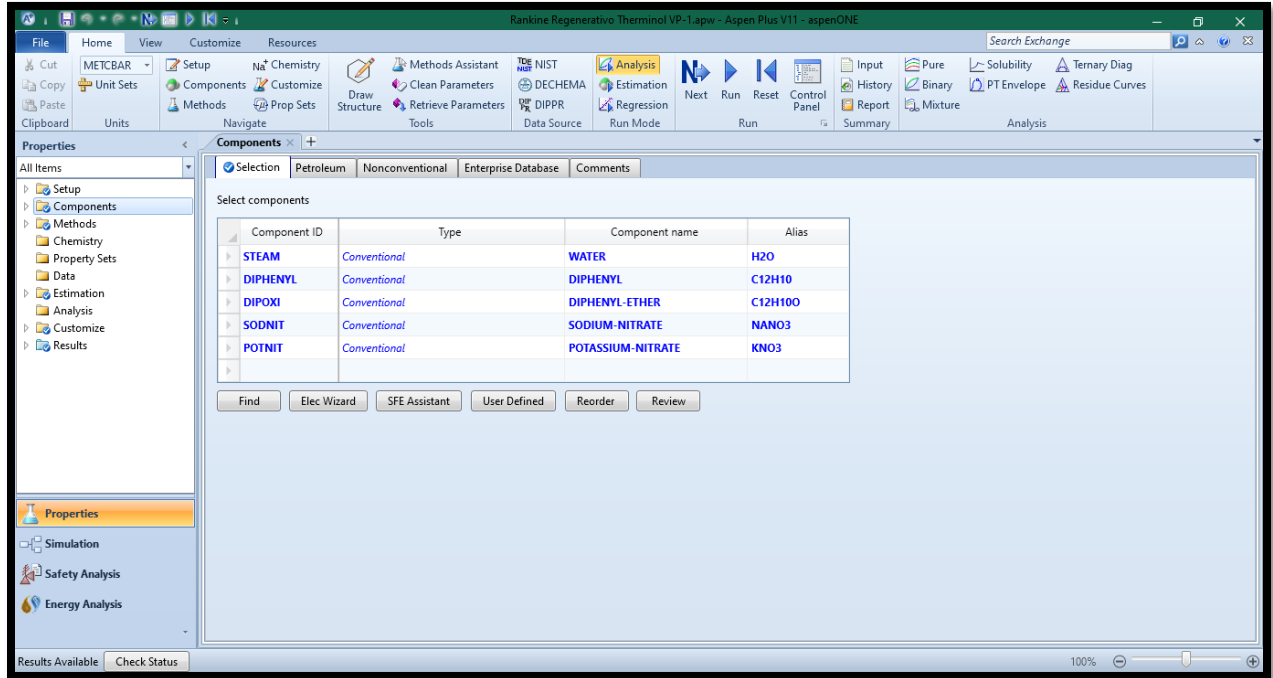 Rankine Regenerativo Therminol VP-1.apw - Aspen Plus V11 - aspenONE
File Home View Customize Resources Search Exchange
Cut METCBAR Setup Na+ Chemistry Methods Assistant NIST Analysis Input Pure Solubility Ternary Diag
Copy Unit Sets Components Customize Clean Parameters DECHEMA Estimation History Binary PT Envelope Residue Curves
Paste Methods Prop Sets Draw Structure Retrieve Parameters DIPPR Regression Next Run Reset Control Panel Report Mixture
Clipboard Units Navigate Tools Data Source Run Mode Run Summary Analysis
Properties Components
All Items Selection Petroleum Nonconventional Enterprise Database Comments
Setup
Components
Methods
Chemistry
Property Sets
Data
Estimation
Analysis
Customize
Results
Select components
Component ID Type Component name Alias
STEAM Conventional WATER H2O
DIPHENYL Conventional DIPHENYL C12H10
DIPOXI Conventional DIPHENYL-ETHER C12H10O
SODNIT Conventional SODIUM-NITRATE NANO3
POTNIT Conventional POTASSIUM-NITRATE KNO3
Find Elec Wizard SFE Assistant User Defined Reorder Review
Properties
Simulation
Safety Analysis
Energy Analysis
Results Available Check Status 100%